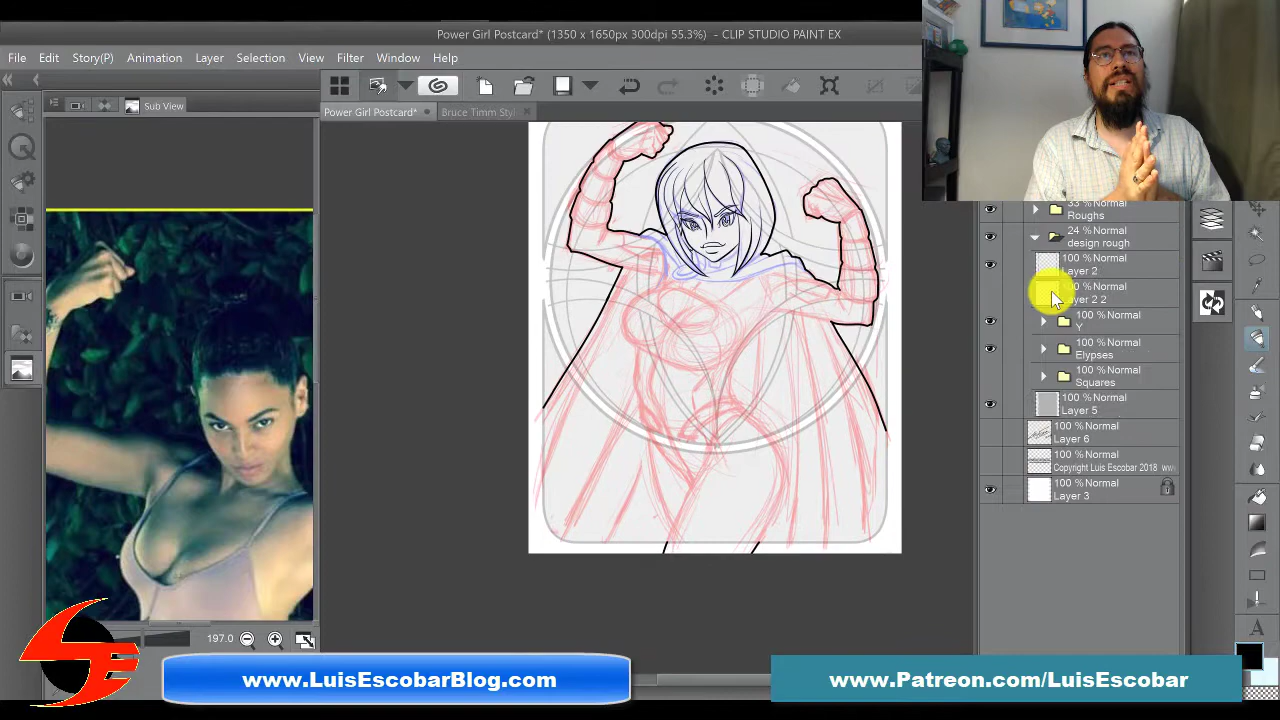 Power Girl Postcard* (1350 x 1650px 300dpi 55.3%) - CLIP STUDIO PAINT EX
File Edit Story(P) Animation Layer Selection View Filter Window Help
Sub View
Power Girl Postcard*
Bruce Timm Styl
33 %Normal
Roughs
24 %Normal
design rough
100 %Normal
Layer 2
100 %Normal
Layer 2 2
100 %Normal
Y
100 %Normal
Elypses
100 %Normal
Squares
100 %Normal
Layer 5
100 %Normal
Layer 6
100 %Normal
Copyright Luis Escobar 2018 ww
100 %Normal
Layer 3
197.0
www.LuisEscobarBlog.com
www.Patreon.com/LuisEscobar